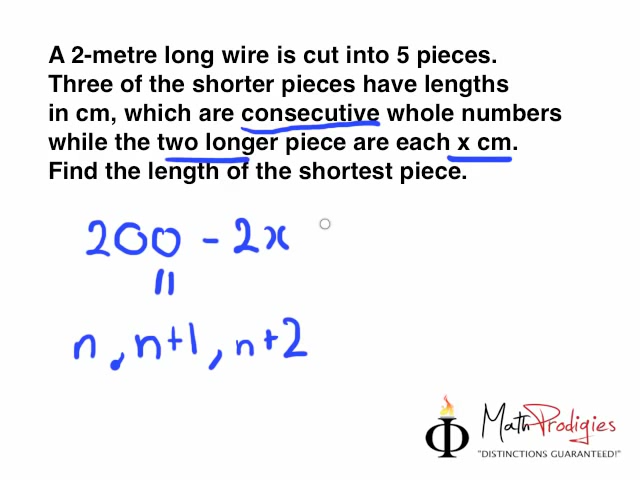 A 2-metre long wire is cut into 5 pieces.
Three of the shorter pieces have lengths
in cm, which are consecutive whole numbers
while the two longer piece are each x cm.
Find the length of the shortest piece.
200 - 2x
=
n, n+1, n+2
Math Prodigies
"DISTINCTIONS GUARANTEED!"